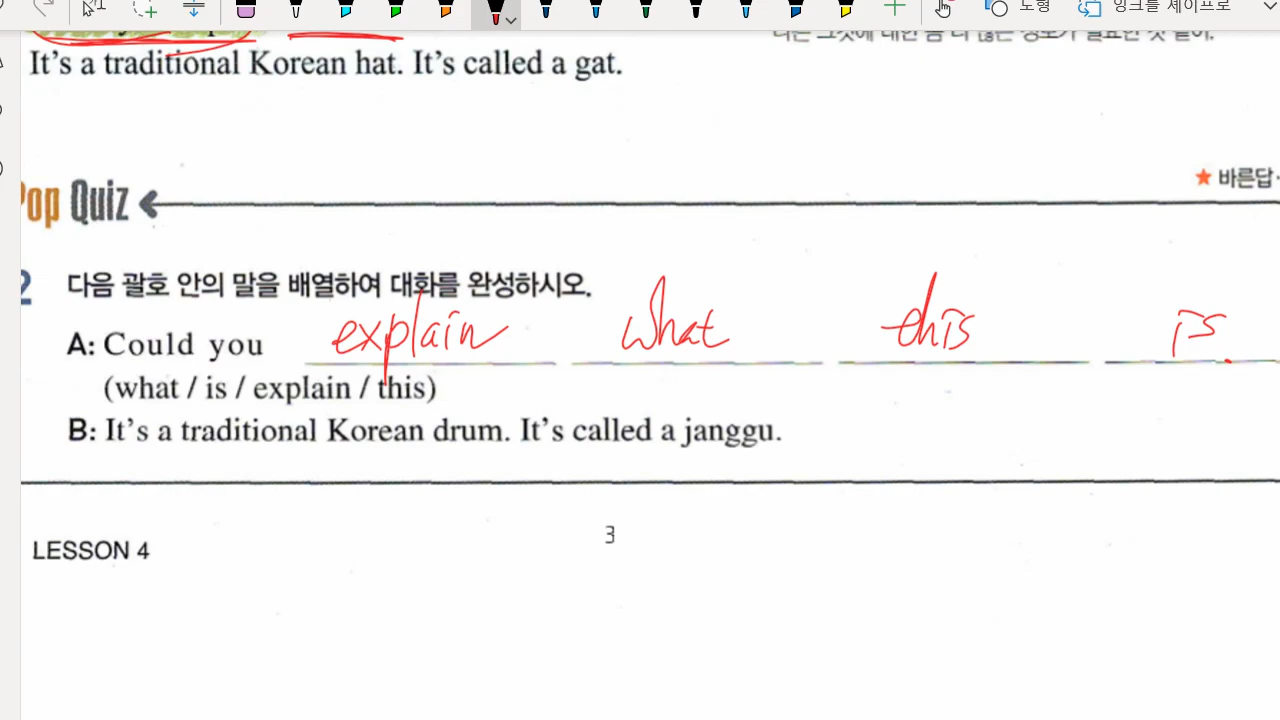 도형
잉크를 셰이프로
It's a traditional Korean hat. It's called a gat.
Pop Quiz
★ 바른답·
2 다음 괄호 안의 말을 배열하여 대화를 완성하시오.
A: Could you explain what this is.
(what / is / explain / this)
B: It's a traditional Korean drum. It's called a janggu.
3
LESSON 4